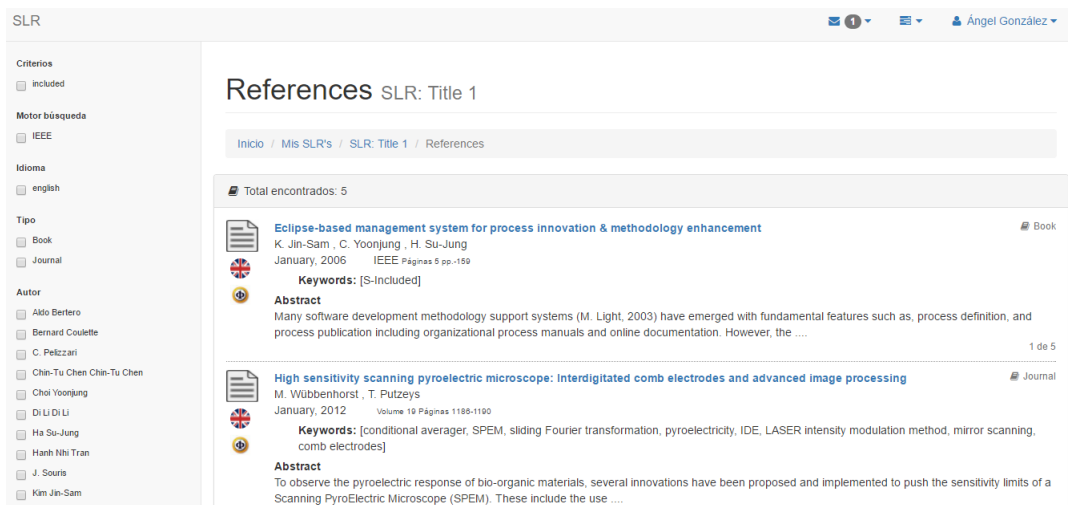 SLR
1
Ángel González
Criterios
included
Motor búsqueda
IEEE
Idioma
english
Tipo
Book
Journal
Autor
Aldo Bertero
Bernard Coulette
C. Pelizzari
Chin-Tu Chen Chin-Tu Chen
Choi Yoonjung
Di Li Di Li
Ha Su-Jung
Hanh Nhi Tran
J. Souris
Kim Jin-Sam
References SLR: Title 1
Inicio / Mis SLR's / SLR: Title 1 / References
Total encontrados: 5
Eclipse-based management system for process innovation & methodology enhancement
Book
K. Jin-Sam , C. Yoonjung , H. Su-Jung
January, 2006 IEEE Páginas 5 pp.-159
Keywords: [S-Included]
Abstract
Many software development methodology support systems (M. Light, 2003) have emerged with fundamental features such as, process definition, and
process publication including organizational process manuals and online documentation. However, the ....
1 de 5
High sensitivity scanning pyroelectric microscope: Interdigitated comb electrodes and advanced image processing
Journal
M. Wübbenhorst , T. Putzeys
January, 2012 Volume 19 Páginas 1186-1190
Keywords: [conditional averager, SPEM, sliding Fourier transformation, pyroelectricity, IDE, LASER intensity modulation method, mirror scanning,
comb electrodes]
Abstract
To observe the pyroelectric response of bio-organic materials, several innovations have been proposed and implemented to push the sensitivity limits of a
Scanning PyroElectric Microscope (SPEM). These include the use ....